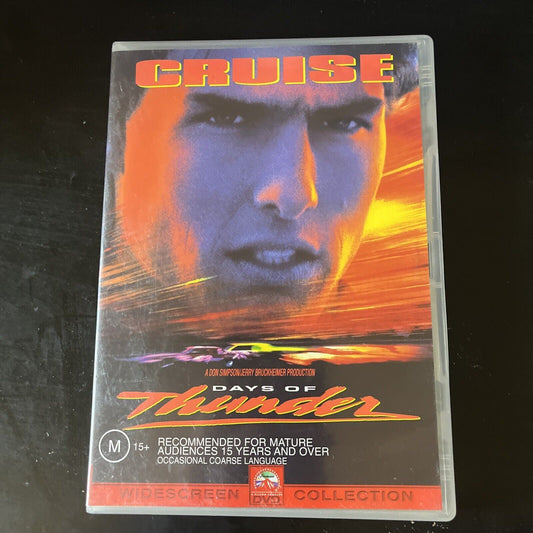 CRUISE
A DON SIMPSON/JERRY BRUCKHEIMER PRODUCTION
DAYS OF
Thunder
M 15+
RECOMMENDED FOR MATURE
AUDIENCES 15 YEARS AND OVER
OCCASIONAL COARSE LANGUAGE
WIDESCREEN DVD COLLECTION